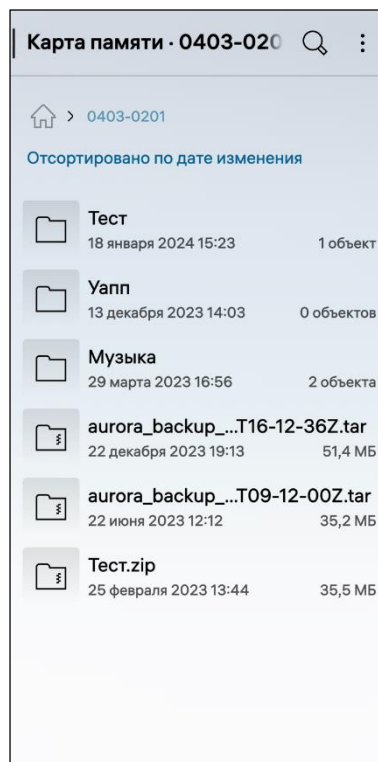 Карта памяти · 0403-020
0403-0201
Отсортировано по дате изменения
Тест
18 января 2024 15:23 1 объект
Уапп
13 декабря 2023 14:03 0 объектов
Музыка
29 марта 2023 16:56 2 объекта
aurora_backup_...T16-12-36Z.tar
22 декабря 2023 19:13 51,4 МБ
aurora_backup_...T09-12-00Z.tar
22 июня 2023 12:12 35,2 МБ
Тест.zip
25 февраля 2023 13:44 35,5 МБ